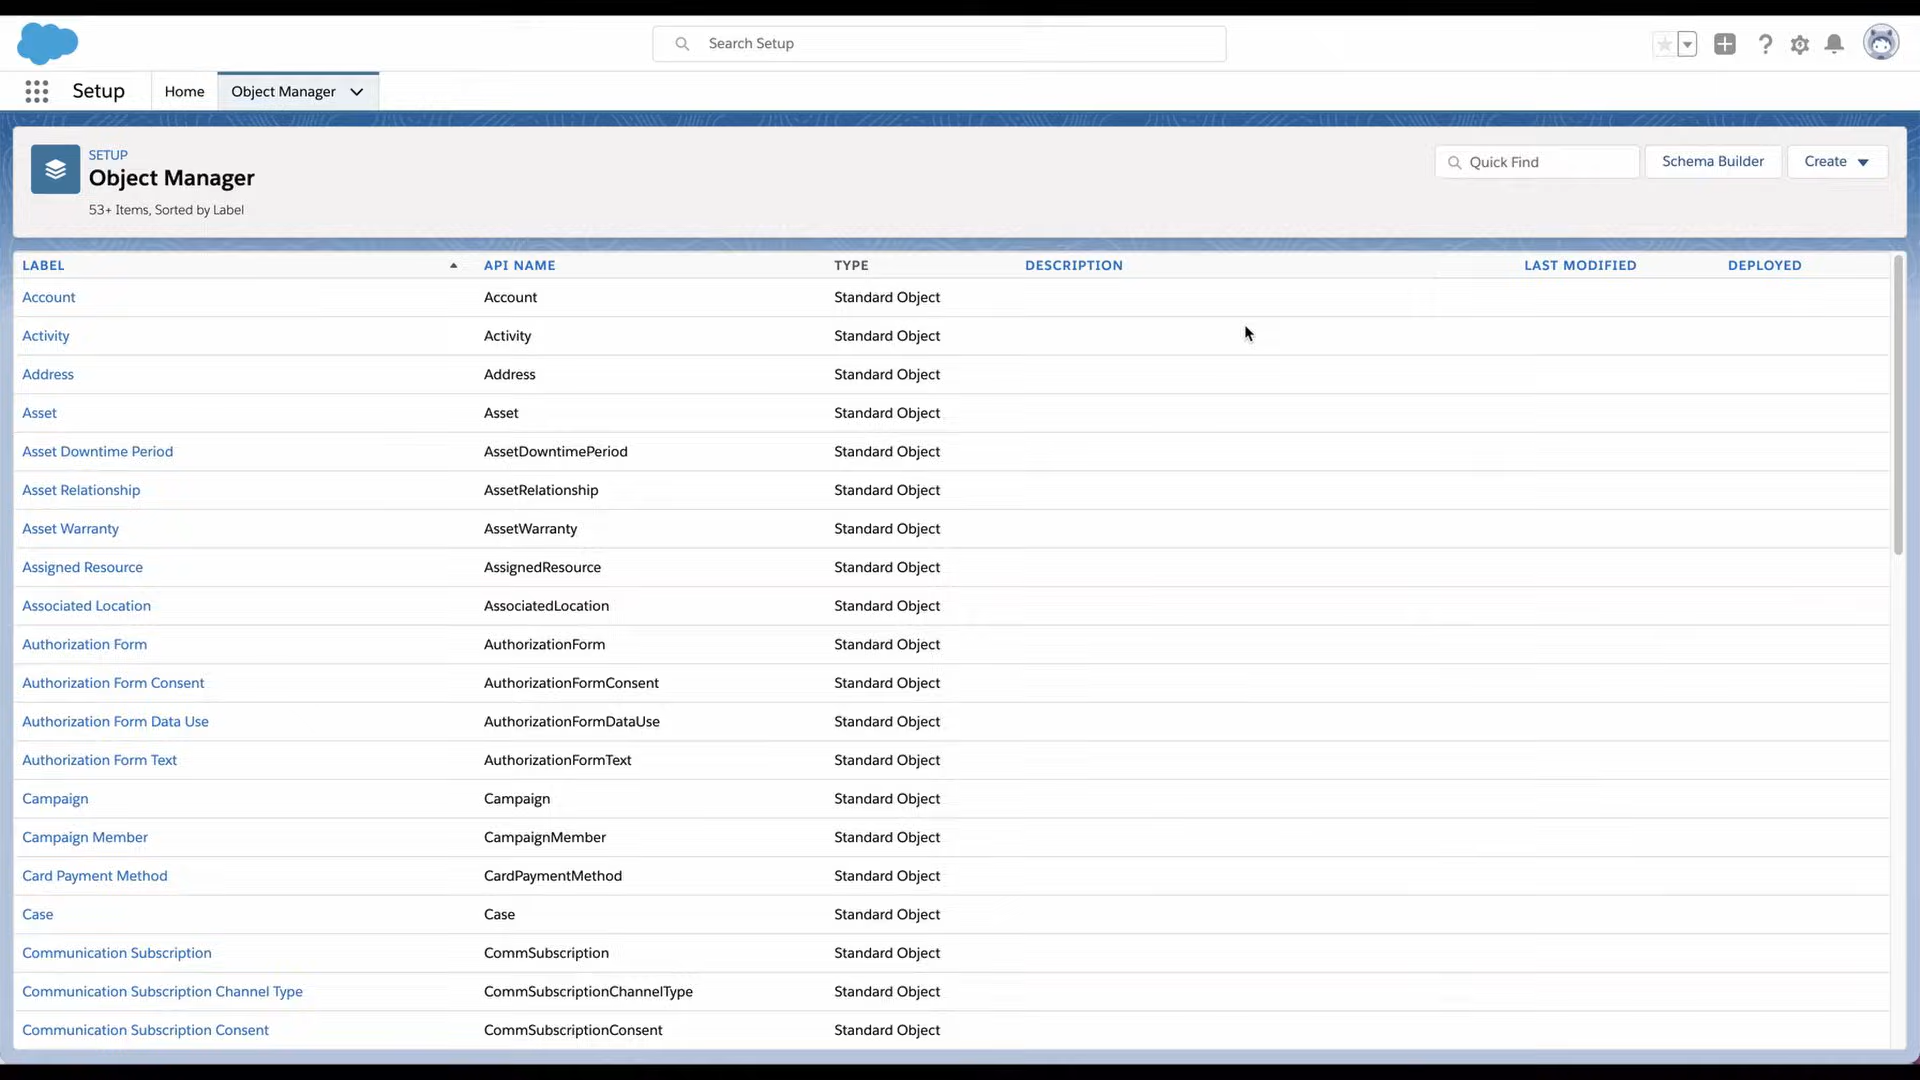 Search Setup
Setup
Home
Object Manager
SETUP
Object Manager
53+ Items, Sorted by Label
Quick Find
Schema Builder
Create
LABEL API NAME TYPE DESCRIPTION LAST MODIFIED DEPLOYED
Account Account Standard Object
Activity Activity Standard Object
Address Address Standard Object
Asset Asset Standard Object
Asset Downtime Period AssetDowntimePeriod Standard Object
Asset Relationship AssetRelationship Standard Object
Asset Warranty AssetWarranty Standard Object
Assigned Resource AssignedResource Standard Object
Associated Location AssociatedLocation Standard Object
Authorization Form AuthorizationForm Standard Object
Authorization Form Consent AuthorizationFormConsent Standard Object
Authorization Form Data Use AuthorizationFormDataUse Standard Object
Authorization Form Text AuthorizationFormText Standard Object
Campaign Campaign Standard Object
Campaign Member CampaignMember Standard Object
Card Payment Method CardPaymentMethod Standard Object
Case Case Standard Object
Communication Subscription CommSubscription Standard Object
Communication Subscription Channel Type CommSubscriptionChannelType Standard Object
Communication Subscription Consent CommSubscriptionConsent Standard Object